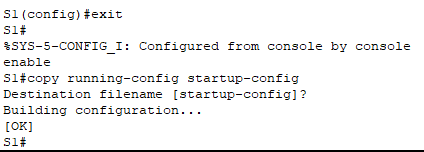 S1(config)#exit
S1#
%SYS-5-CONFIG_I: Configured from console by console
enable
S1#copy running-config startup-config
Destination filename [startup-config]?
Building configuration...
[OK]
S1#